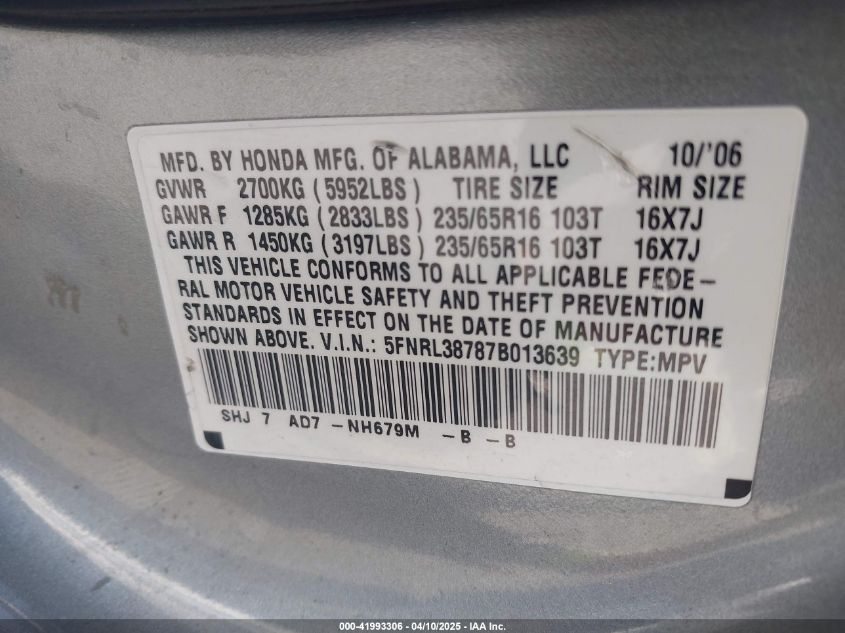 MFD. BY HONDA MFG. OF ALABAMA, LLC 10/'06
GVWR 2700KG (5952LBS) TIRE SIZE RIM SIZE
GAWR F 1285KG (2833LBS) 235/65R16 103T 16X7J
GAWR R 1450KG (3197LBS) 235/65R16 103T 16X7J
THIS VEHICLE CONFORMS TO ALL APPLICABLE FEDE-
RAL MOTOR VEHICLE SAFETY AND THEFT PREVENTION
STANDARDS IN EFFECT ON THE DATE OF MANUFACTURE
SHOWN ABOVE. V.I.N.: 5FNRL38787B013639 TYPE:MPV
SHJ 7 AD7 -NH679M -B -B
000-41993306 - 04/10/2025 - IAA Inc.